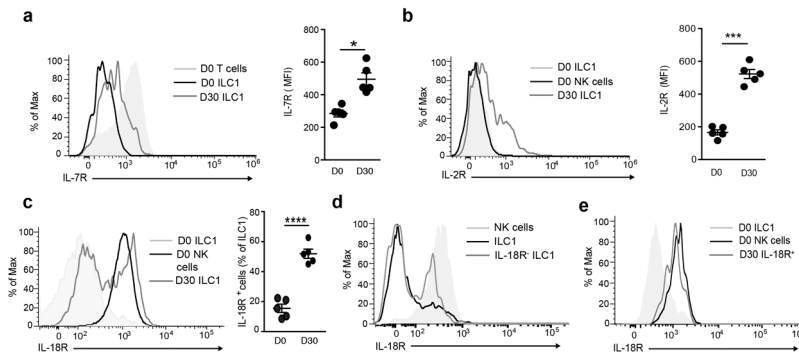 a
% of Max
100
80
60
40
20
0
0
10³
10⁴
10⁵
10⁶
IL-7R
D0 T cells
D0 ILC1
D30 ILC1
IL-7R ( MFI)
800
600
400
200
0
*
D0 D30
b
% of Max
100
80
60
40
20
0
0
10³
10⁴
10⁵
10⁶
IL-2R
D0 ILC1
D0 NK cells
D30 ILC1
IL-2R (MFI)
800
600
400
200
0
***
D0 D30
c
% of Max
100
80
60
40
20
0
10²
10³
10⁴
10⁵
IL-18R
D0 ILC1
D0 NK
cells
D30 ILC1
IL-18R⁺cells (% of ILC1)
80
60
40
20
0
****
D0 D30
d
% of Max
100
80
60
40
20
0
0
10²
10³
10⁴
10⁵
IL-18R
NK cells
ILC1
IL-18R⁻ ILC1
e
% of Max
100
80
60
40
20
0
0
10³
10⁴
10⁵
IL-18R
D0 ILC1
D0 NK cells
D30 IL-18R⁺